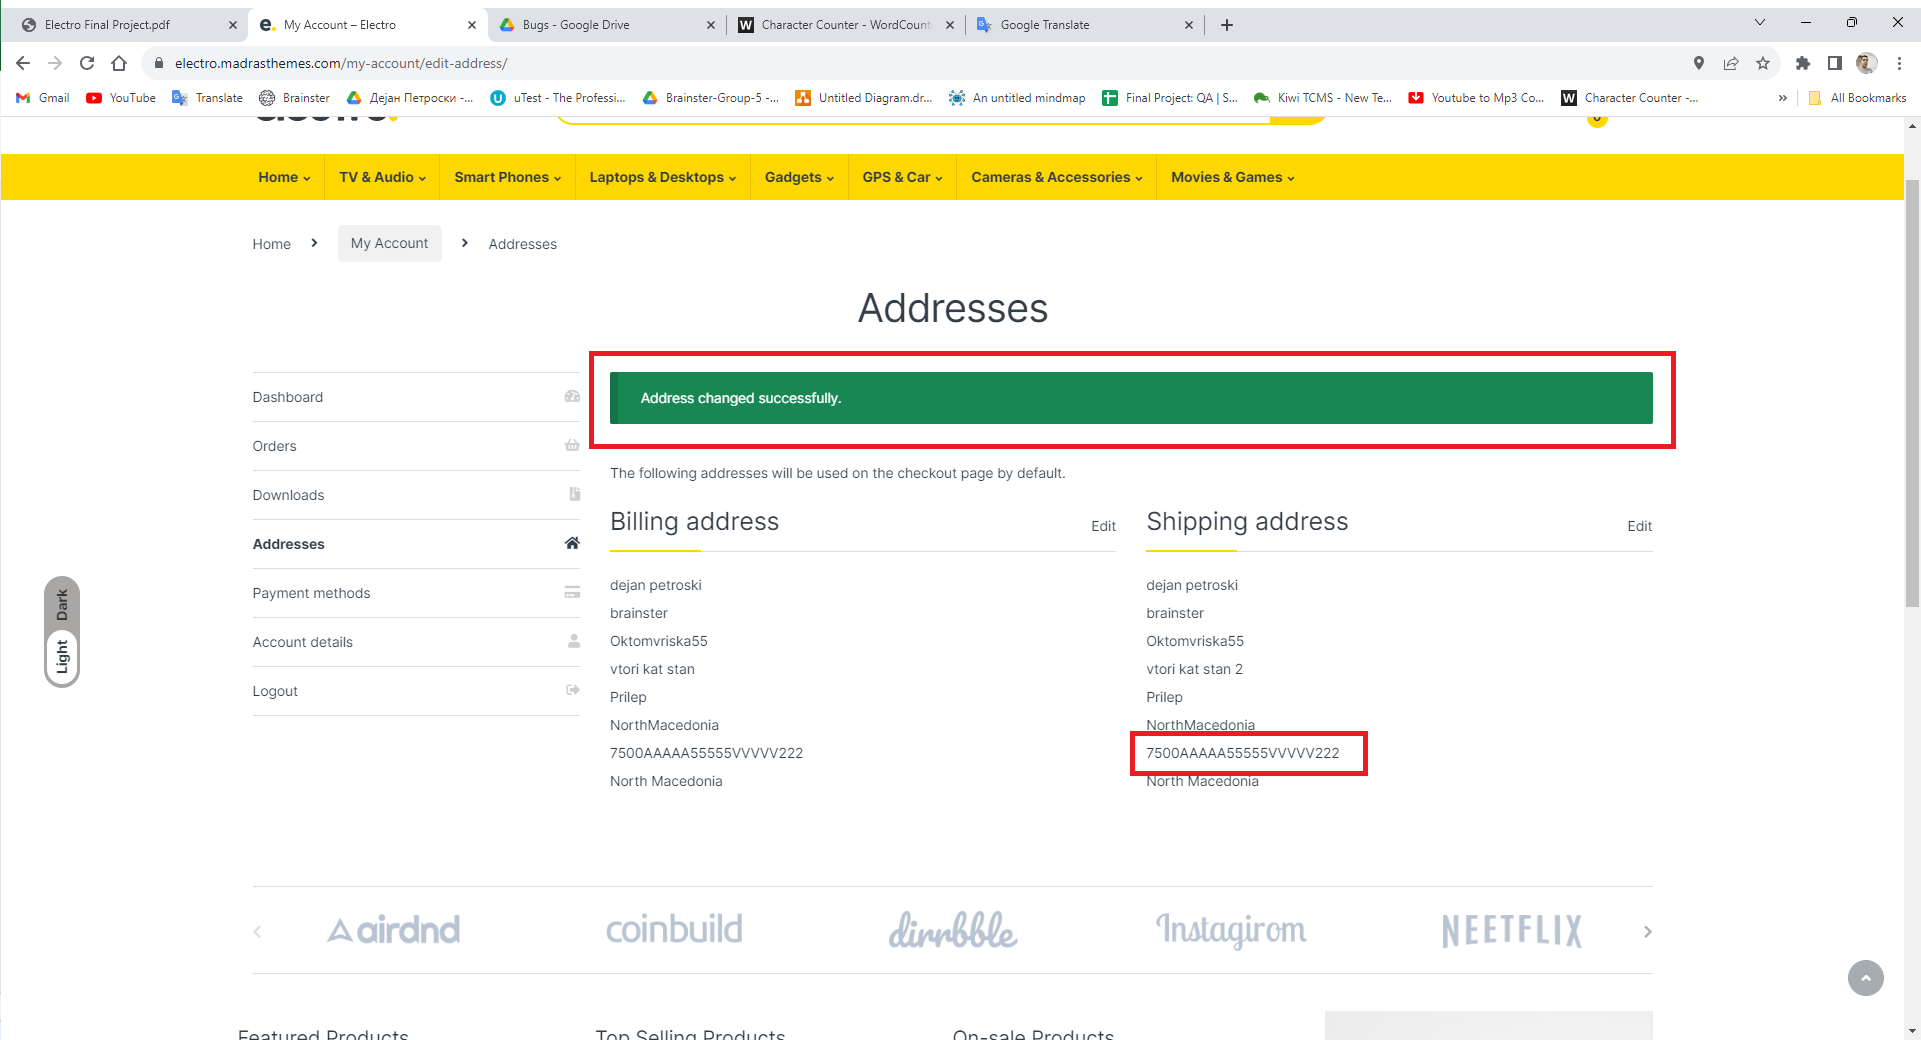 Electro Final Project.pdf
My Account – Electro
Bugs - Google Drive
Character Counter - WordCount
Google Translate
electro.madrasthemes.com/my-account/edit-address/
Gmail
YouTube
Translate
Brainster
Дејан Петроски -...
uTest - The Professi...
Brainster-Group-5 -...
Untitled Diagram.dr...
An untitled mindmap
Final Project: QA | S...
Kiwi TCMS - New Te...
Youtube to Mp3 Co...
Character Counter -...
»
All Bookmarks
Home
TV & Audio
Smart Phones
Laptops & Desktops
Gadgets
GPS & Car
Cameras & Accessories
Movies & Games
Home
My Account
Addresses
Addresses
Dashboard
Orders
Downloads
Addresses
Payment methods
Account details
Logout
Dark
Light
Address changed successfully.
The following addresses will be used on the checkout page by default.
Billing address
Edit
dejan petroski
brainster
Oktomvriska55
vtori kat stan
Prilep
NorthMacedonia
7500AAAAA55555VVVVV222
North Macedonia
Shipping address
Edit
dejan petroski
brainster
Oktomvriska55
vtori kat stan 2
Prilep
NorthMacedonia
7500AAAAA55555VVVVV222
North Macedonia
airdnd
coinbuild
dirrbble
Instagirom
NEETFLIX
Featured Products
Top Selling Products
On-sale Products